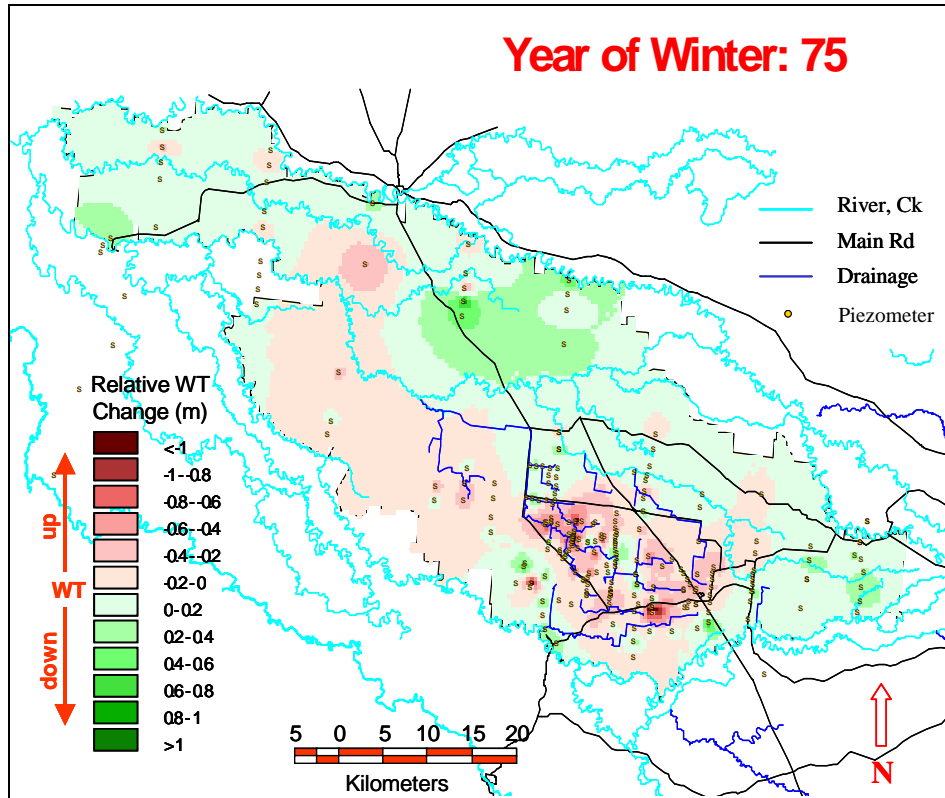 Year of Winter: 75
River, Ck
Main Rd
Drainage
Piezometer
Relative WT
Change (m)
<-1
-1--0.8
-0.8--0.6
-0.6--0.4
-0.4--0.2
-0.2-0
0-0.2
0.2-0.4
0.4-0.6
0.6-0.8
0.8-1
>1
up
WT
down
5 0 5 10 15 20
Kilometers
N